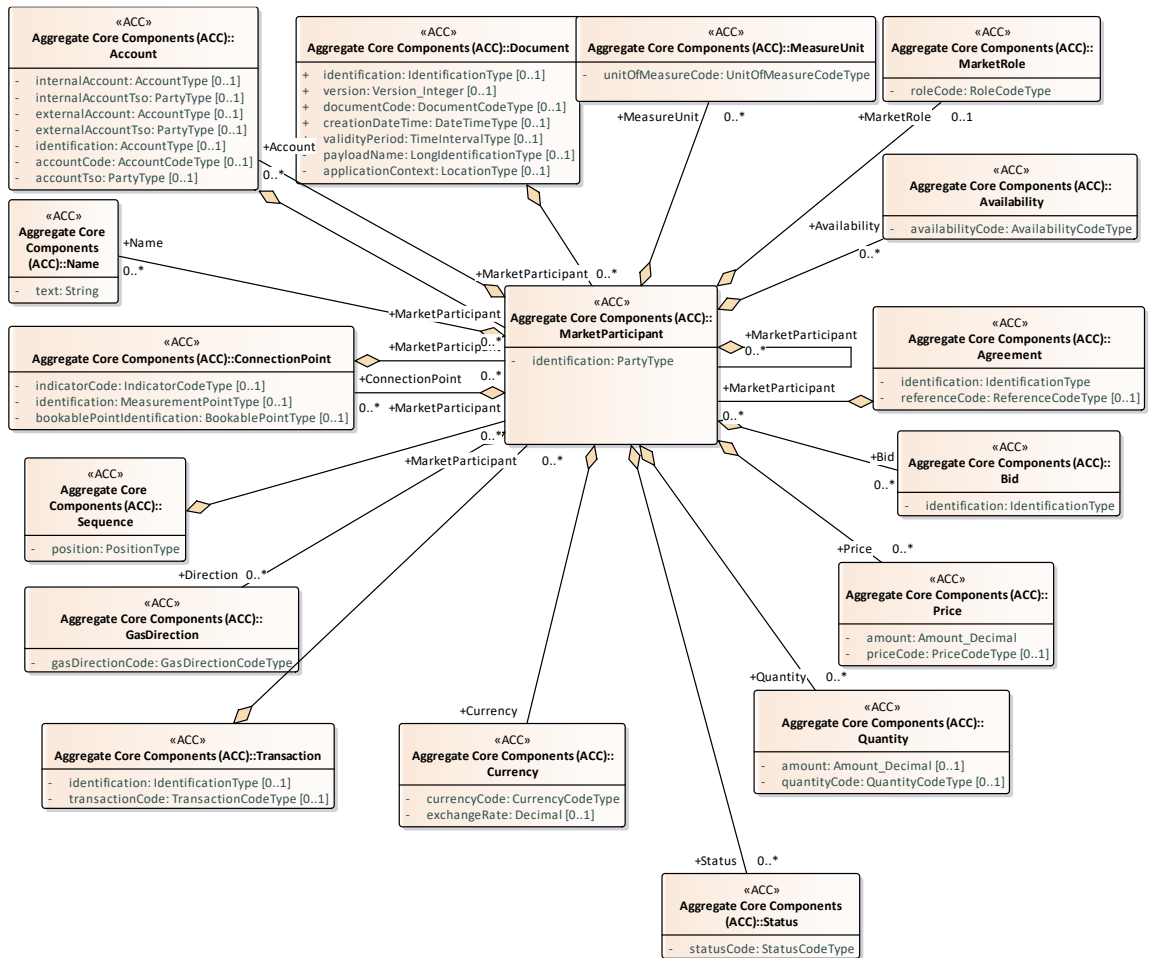 «ACC»
Aggregate Core Components (ACC)::
Account
- internalAccount: AccountType [0..1]
- internalAccountTso: PartyType [0..1]
- externalAccount: AccountType [0..1]
- externalAccountTso: PartyType [0..1]
- identification: AccountType [0..1]
- accountCode: AccountCodeType [0..1]
- accountTso: PartyType [0..1]
«ACC»
Aggregate Core Components (ACC)::Document
+ identification: IdentificationType [0..1]
+ version: Version_Integer [0..1]
+ documentCode: DocumentCodeType [0..1]
+ creationDateTime: DateTimeType [0..1]
+ validityPeriod: TimeIntervalType [0..1]
- payloadName: LongIdentificationType [0..1]
- applicationContext: LocationType [0..1]
«ACC»
Aggregate Core Components (ACC)::MeasureUnit
- unitOfMeasureCode: UnitOfMeasureCodeType
«ACC»
Aggregate Core Components (ACC)::
MarketRole
- roleCode: RoleCodeType
+Account
0..*
+MeasureUnit 0..*
+MarketRole 0..1
«ACC»
Aggregate Core Components (ACC)::
Availability
- availabilityCode: AvailabilityCodeType
+Availability
0..*
«ACC»
Aggregate Core
Components
(ACC)::Name
- text: String
+Name
0..*
+MarketParticipant 0..*
«ACC»
Aggregate Core Components (ACC)::
MarketParticipant
- identification: PartyType
+MarketParticipant
0..*
+MarketParticipant
0..*
«ACC»
Aggregate Core Components (ACC)::
Agreement
- identification: IdentificationType
- referenceCode: ReferenceCodeType [0..1]
+MarketParticipant
0..*
«ACC»
Aggregate Core Components (ACC)::ConnectionPoint
- indicatorCode: IndicatorCodeType [0..1]
- identification: MeasurementPointType [0..1]
- bookablePointIdentification: BookablePointType [0..1]
+MarketPartici...
0..*
+ConnectionPoint
0..*
+MarketParticipant
0..*
+MarketParticipant 0..*
«ACC»
Aggregate Core Components (ACC)::
Bid
- identification: IdentificationType
+Bid
0..*
«ACC»
Aggregate Core
Components (ACC)::
Sequence
- position: PositionType
+Direction 0..*
«ACC»
Aggregate Core Components (ACC)::
GasDirection
- gasDirectionCode: GasDirectionCodeType
+Price 0..*
«ACC»
Aggregate Core Components (ACC)::
Price
- amount: Amount_Decimal
- priceCode: PriceCodeType [0..1]
+Quantity 0..*
«ACC»
Aggregate Core Components (ACC)::
Quantity
- amount: Amount_Decimal [0..1]
- quantityCode: QuantityCodeType [0..1]
«ACC»
Aggregate Core Components (ACC)::Transaction
- identification: IdentificationType [0..1]
- transactionCode: TransactionCodeType [0..1]
+Currency
«ACC»
Aggregate Core Components (ACC)::
Currency
- currencyCode: CurrencyCodeType
- exchangeRate: Decimal [0..1]
+Status 0..*
«ACC»
Aggregate Core Components
(ACC)::Status
- statusCode: StatusCodeType